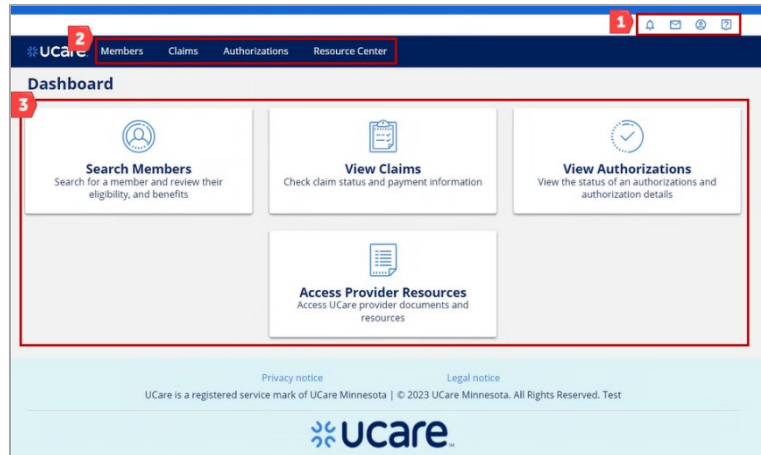 1
2
ucare Members Claims Authorizations Resource Center
Dashboard
3
Search Members
Search for a member and review their
eligibility, and benefits
View Claims
Check claim status and payment information
View Authorizations
View the status of an authorizations and
authorization details
Access Provider Resources
Access UCare provider documents and
resources
Privacy notice Legal notice
UCare is a registered service mark of UCare Minnesota | © 2023 UCare Minnesota. All Rights Reserved. Test
ucare